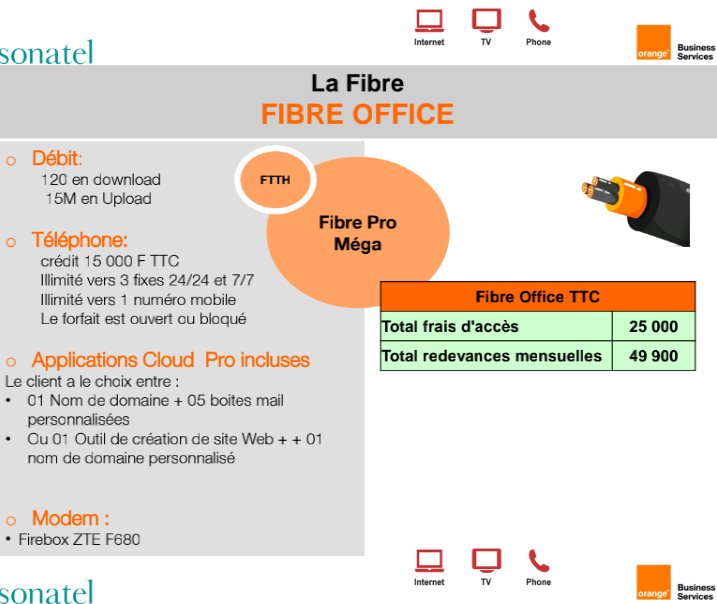 Internet TV Phone
sonatel
orange Business
Services
La Fibre
FIBRE OFFICE
o Débit:
120 en download
15M en Upload
o Téléphone:
crédit 15 000 F TTC
Illimité vers 3 fixes 24/24 et 7/7
Illimité vers 1 numéro mobile
Le forfait est ouvert ou bloqué
o Applications Cloud Pro incluses
Le client a le choix entre :
• 01 Nom de domaine + 05 boites mail
personnalisées
• Ou 01 Outil de création de site Web + + 01
nom de domaine personnalisé
o Modem :
• Firebox ZTE F680
FTTH
Fibre Pro
Méga
Fibre Office TTC
Total frais d'accès 25 000
Total redevances mensuelles 49 900
Internet TV Phone
sonatel
orange Business
Services